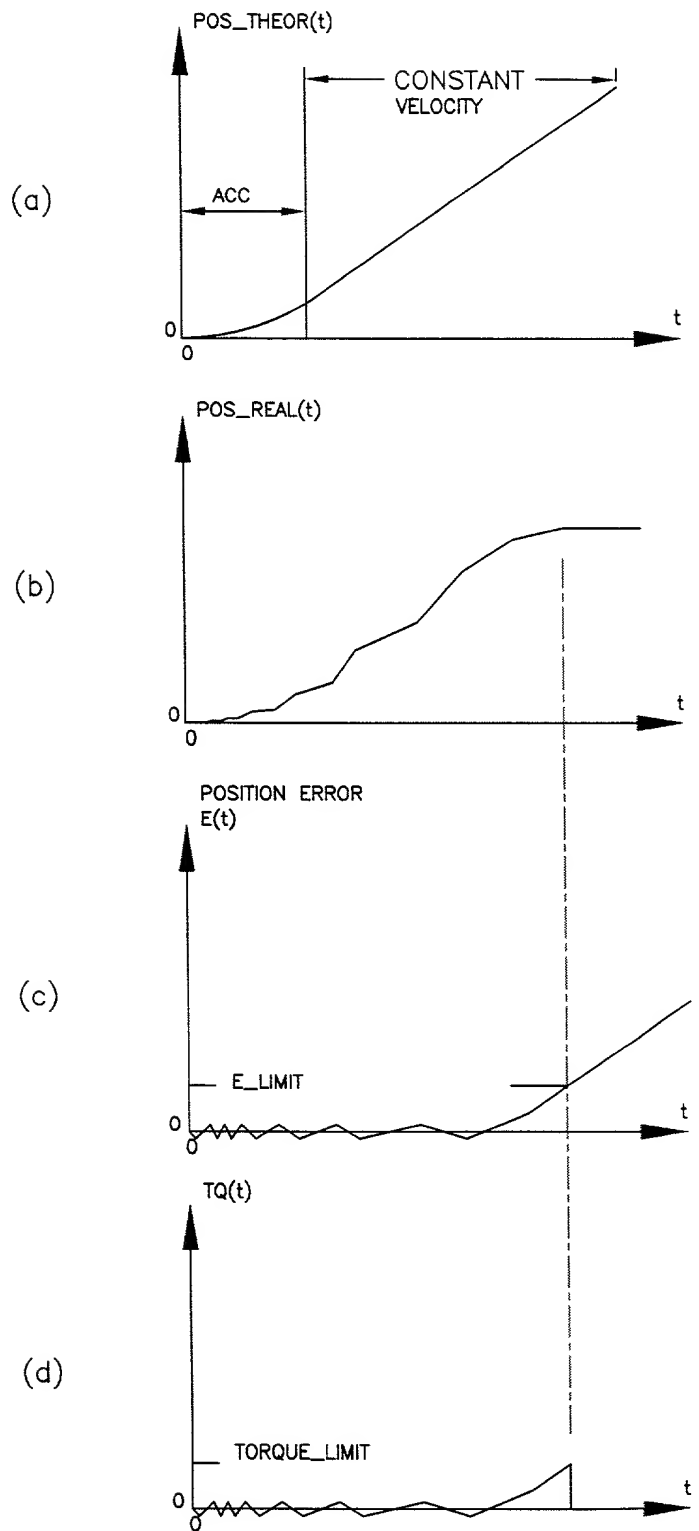 POS_THEOR(t)
CONSTANT
VELOCITY
(a)
ACC
t
0
0
POS_REAL(t)
(b)
t
0
0
POSITION ERROR
E(t)
(c)
E_LIMIT
t
0
0
TQ(t)
(d)
TORQUE_LIMIT
t
0
0